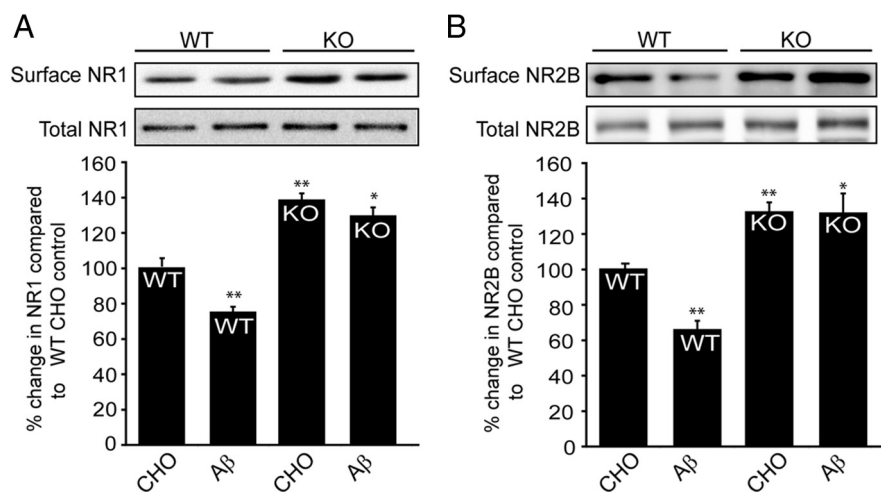 A
WT KO
Surface NR1
Total NR1
% change in NR1 compared
to WT CHO control
160
140
120
100
80
60
40
20
0
WT
**
WT
**
KO
*
KO
CHO Aβ CHO Aβ
B
WT KO
Surface NR2B
Total NR2B
% change in NR2B compared
to WT CHO control
160
140
120
100
80
60
40
20
0
WT
**
WT
**
KO
*
KO
CHO Aβ CHO Aβ